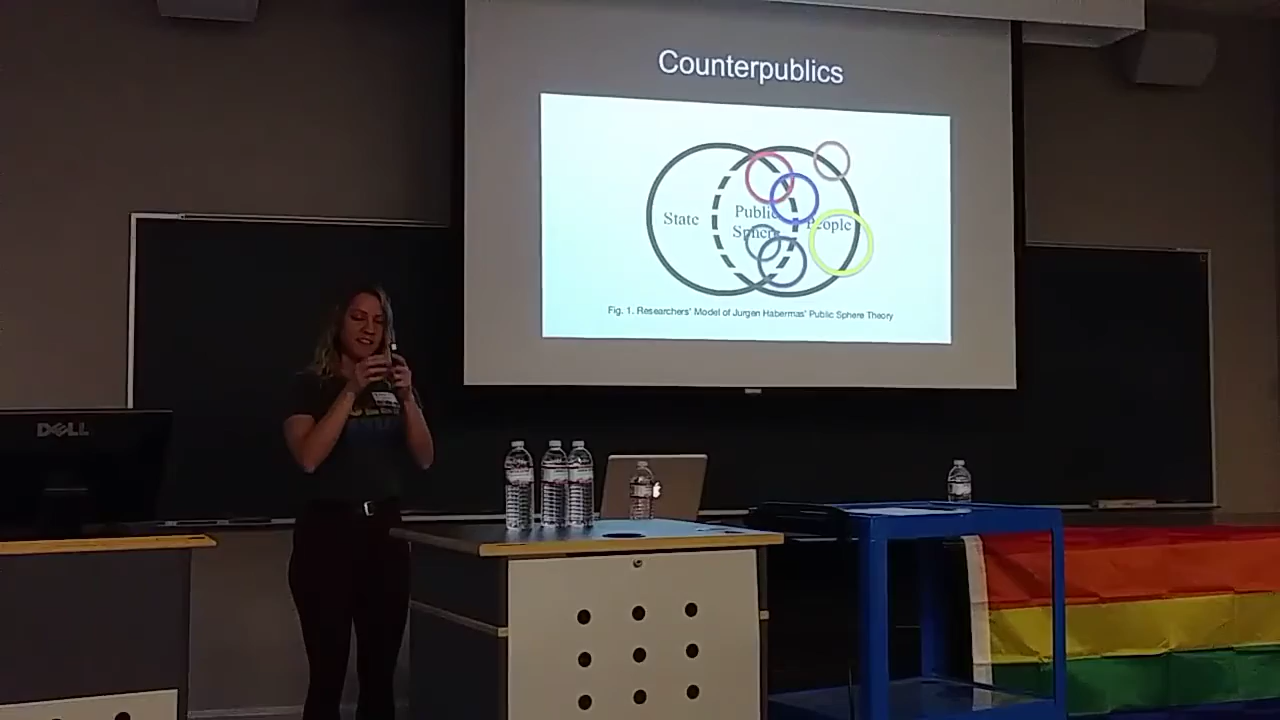 Counterpublics
State
Public
Sphere
People
Fig. 1. Researchers' Model of Jurgen Habermas' Public Sphere Theory
DELL